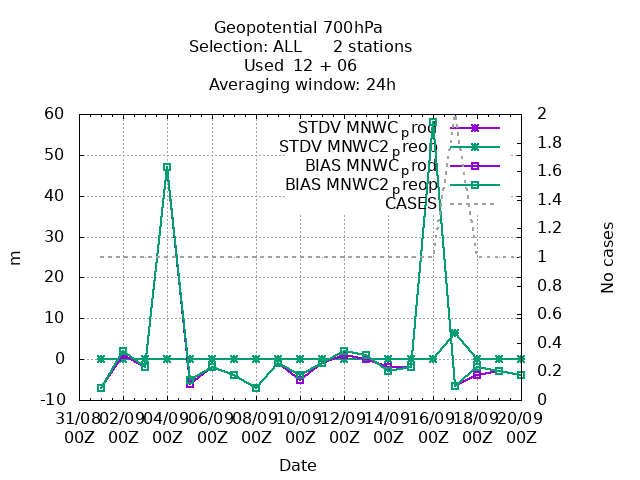 Geopotential 700hPa
Selection: ALL 2 stations
Used 12 + 06
Averaging window: 24h
STDV MNWC_prod
STDV MNWC2_preop
BIAS MNWC_prod
BIAS MNWC2_preop
CASES
60
50
40
30
20
10
0
-10
m
2
1.8
1.6
1.4
1.2
1
0.8
0.6
0.4
0.2
0
No cases
31/08 02/09 04/09 06/09 08/09 10/09 12/09 14/09 16/09 18/09 20/09
00Z 00Z 00Z 00Z 00Z 00Z 00Z 00Z 00Z 00Z 00Z
Date